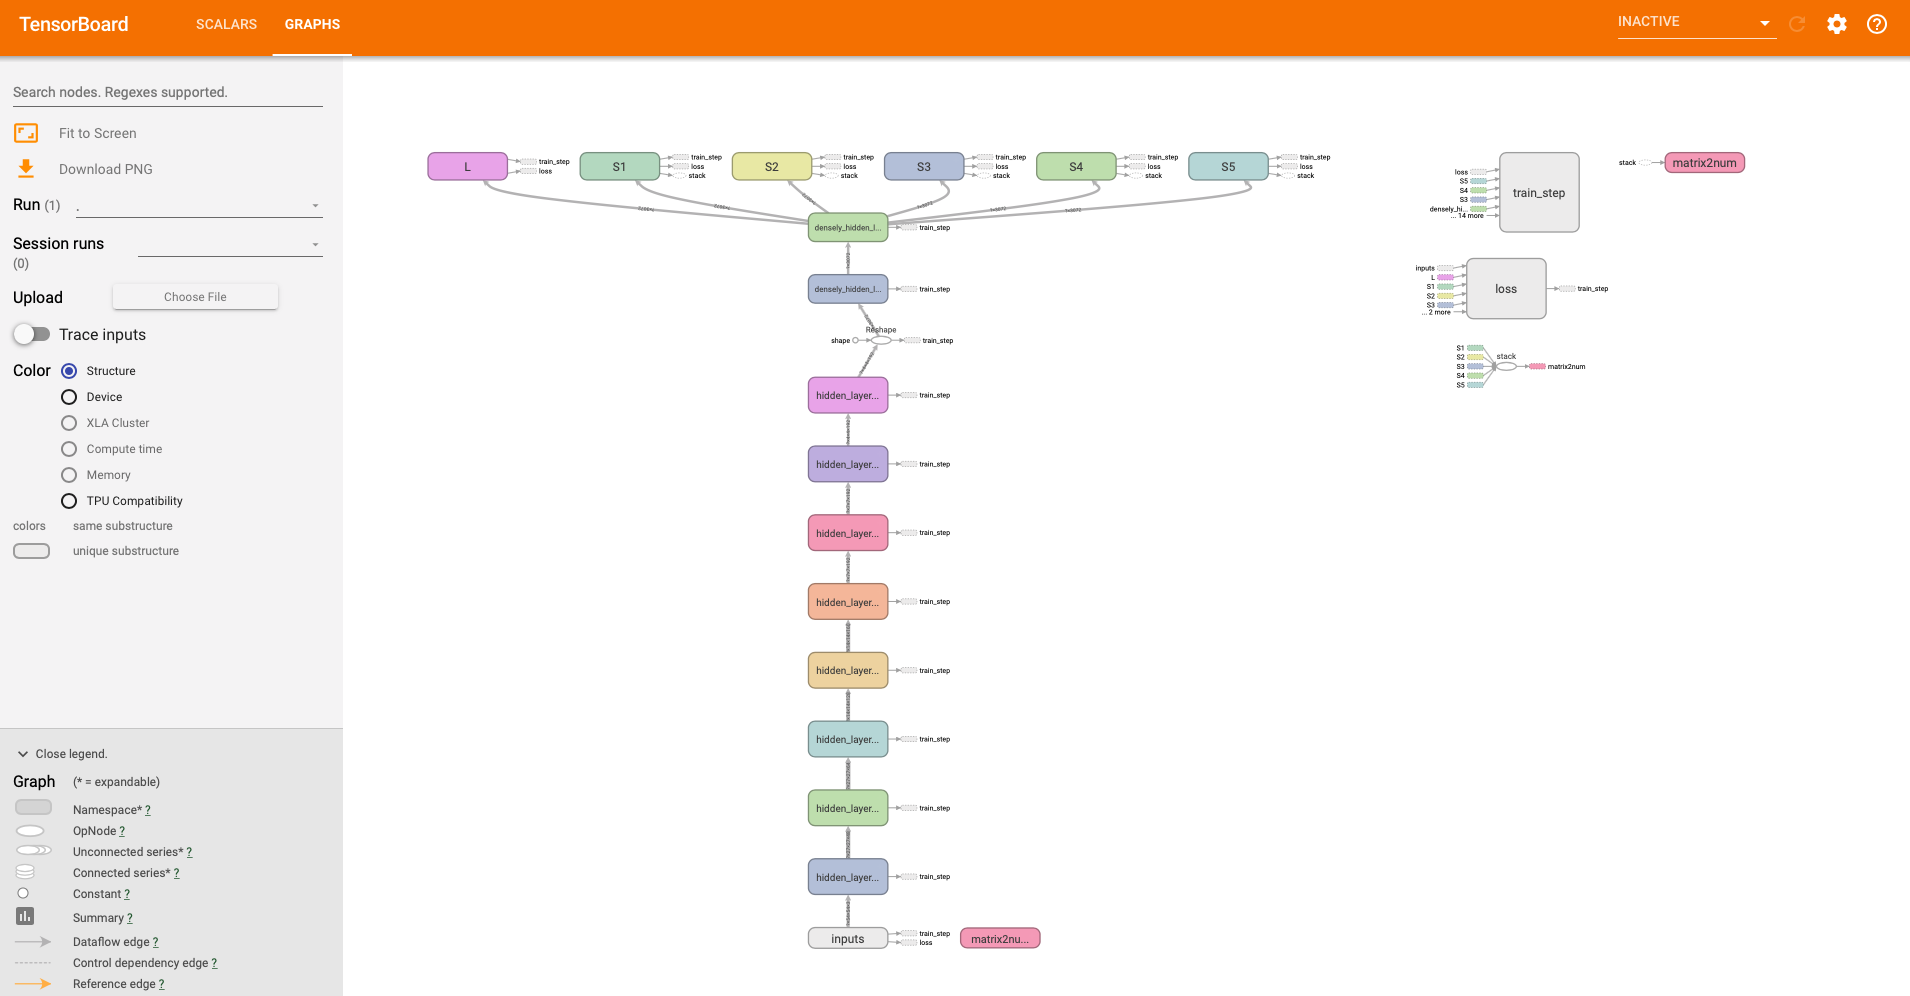 TensorBoard
SCALARS
GRAPHS
INACTIVE
Search nodes. Regexes supported.
Fit to Screen
Download PNG
Run (1)
.
Session runs
(0)
Upload
Choose File
Trace inputs
Color
Structure
Device
XLA Cluster
Compute time
Memory
TPU Compatibility
colors
same substructure
unique substructure
Close legend.
Graph
(* = expandable)
Namespace* ?
OpNode ?
Unconnected series* ?
Connected series* ?
Constant ?
Summary ?
Dataflow edge ?
Control dependency edge ?
Reference edge ?
L
train_step
loss
S1
train_step
loss
stack
S2
train_step
loss
stack
S3
train_step
loss
stack
S4
train_step
loss
stack
S5
train_step
loss
stack
densely_hidden_l...
train_step
densely_hidden_l...
train_step
Reshape
shape
train_step
hidden_layer...
train_step
hidden_layer...
train_step
hidden_layer...
train_step
hidden_layer...
train_step
hidden_layer...
train_step
hidden_layer...
train_step
hidden_layer...
train_step
hidden_layer...
train_step
inputs
train_step
loss
matrix2nu...
loss
S5
S4
S3
densely_hi...
... 14 more
train_step
stack
matrix2num
inputs
L
S1
S2
S3
... 2 more
loss
train_step
S1
S2
S3
S4
S5
stack
matrix2num